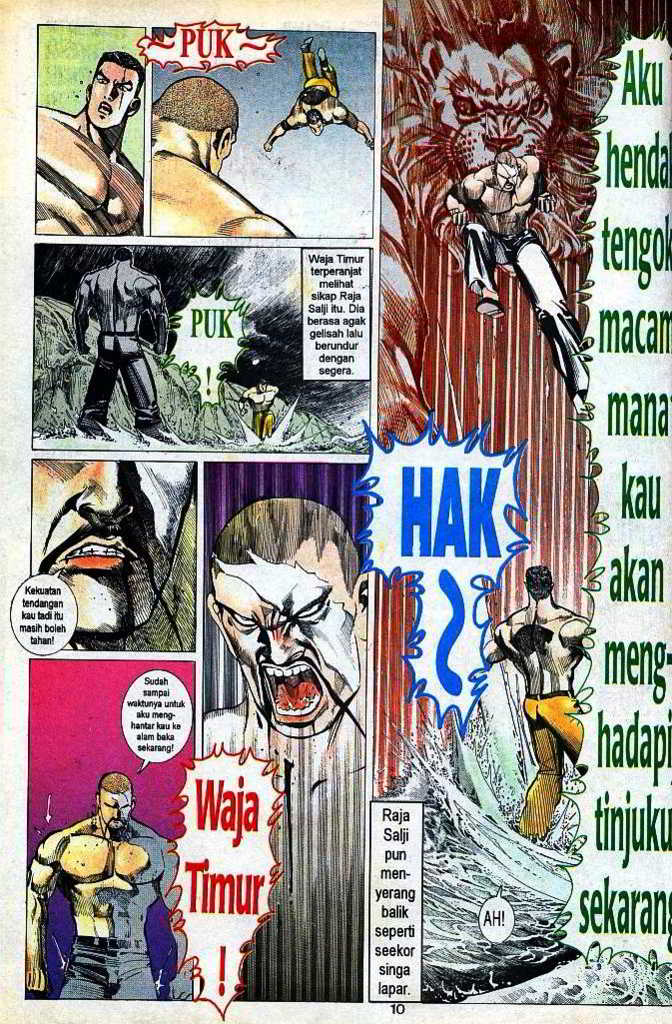 ~ PUK ~
PUK
!
Waja Timur
terperanjat
melihat
sikap Raja
Salji itu. Dia
berasa agak
gelisah lalu
berundur
dengan
segera.
Kekuatan
tendangan
kau tadi itu
masih boleh
tahan!
Sudah
sampai
waktunya untuk
aku meng-
hantar kau ke
alam baka
sekarang!
Waja
Timur
!
HAK
?
Aku
hendak
tengok
macam
mana
kau
akan
meng-
hadapi
tinjuku
sekarang
Raja
Salji
pun
men-
yerang
balik
seperti
seekor
singa
lapar.
AH!
10